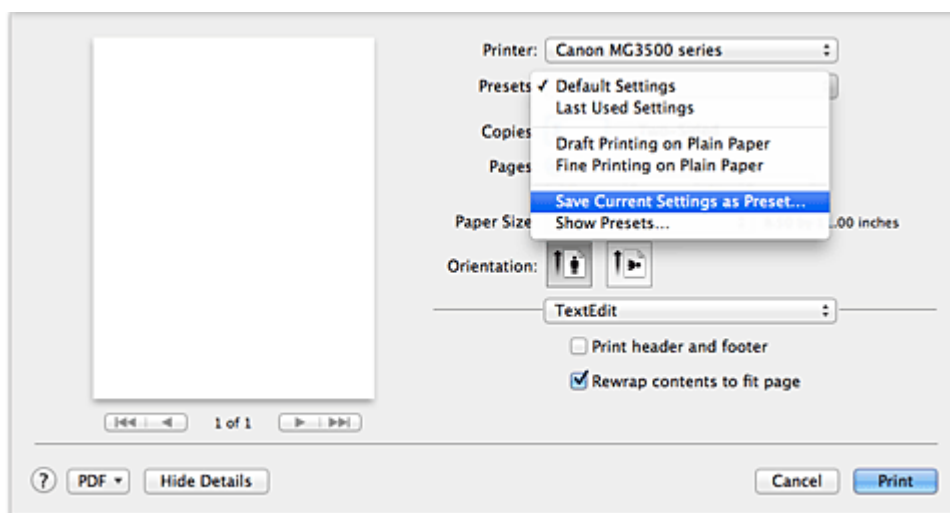 Printer: Canon MG3500 series
Presets ✓ Default Settings
Last Used Settings
Copies
Draft Printing on Plain Paper
Pages
Fine Printing on Plain Paper
Save Current Settings as Preset...
Paper Size
Show Presets...
.00 inches
Orientation:
TextEdit
Print header and footer
Rewrap contents to fit page
1 of 1
? PDF Hide Details Cancel Print